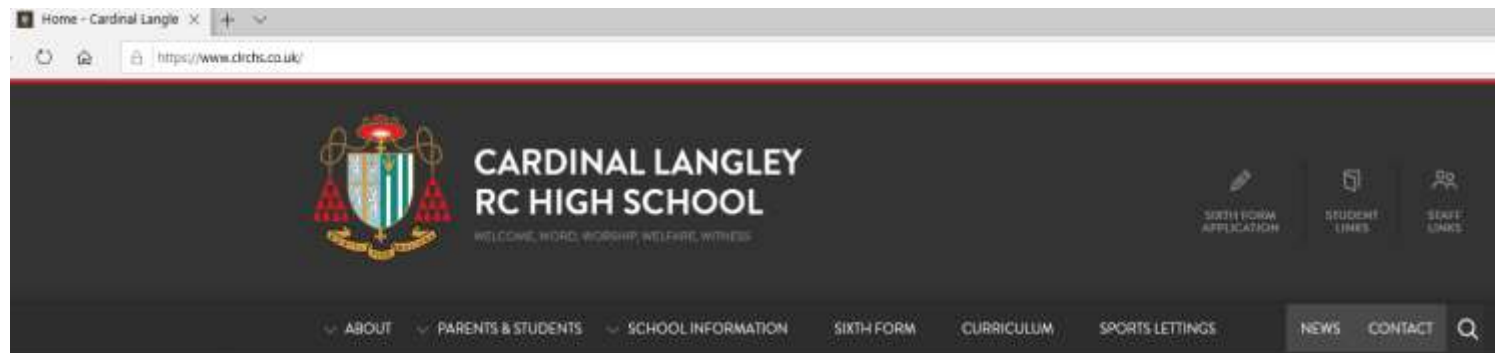 Home - Cardinal Langle
https://www.clrchs.co.uk/
CARDINAL LANGLEY
RC HIGH SCHOOL
WELCOME, WORD, WORSHIP, WELFARE, WITNESS
SIXTH FORM
APPLICATION
STUDENT
LINKS
STAFF
LINKS
ABOUT PARENTS & STUDENTS SCHOOL INFORMATION SIXTH FORM CURRICULUM SPORTS LETTINGS NEWS CONTACT